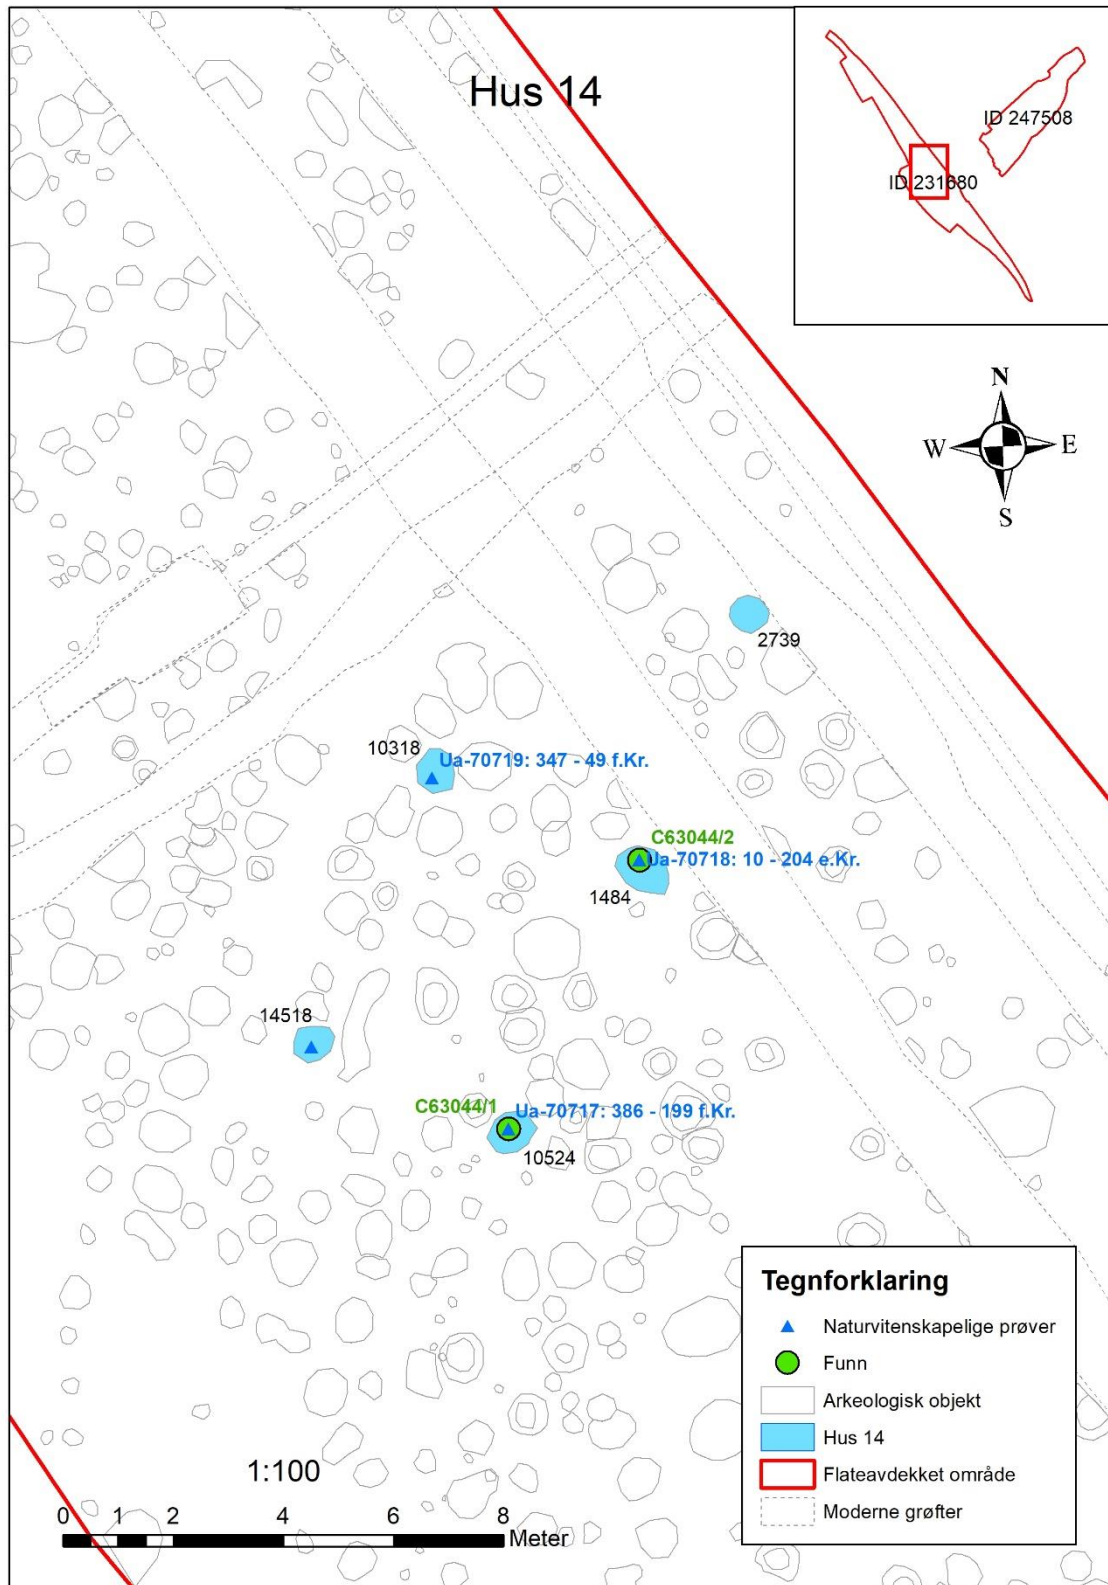 Hus 14
ID 247508
ID 231680
N
W E
S
2739
10318
Ua-70719: 347 - 49 f.Kr.
C63044/2
Ua-70718: 10 - 204 e.Kr.
1484
14518
C63044/1
Ua-70717: 386 - 199 f.Kr.
10524
Tegnforklaring
Naturvitenskapelige prøver
Funn
Arkeologisk objekt
Hus 14
Flateavdekket område
Moderne grøfter
1:100
0 1 2 4 6 8
Meter